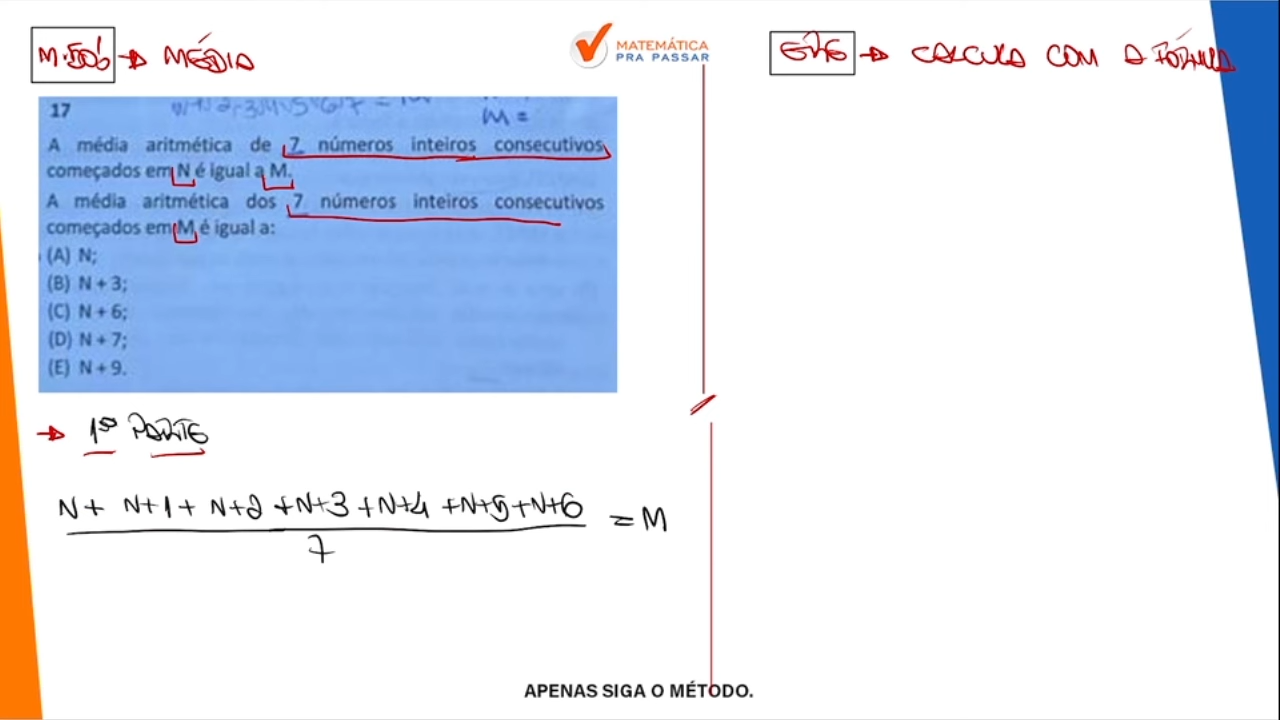 → MÉDIA
MATEMÁTICA
PRA PASSAR
→ CALCULA COM A FÓRMULA
17
M =
A média aritmética de 7 números inteiros consecutivos
começados em N é igual a M.
A média aritmética dos 7 números inteiros consecutivos
começados em M é igual a:
(A) N;
(B) N + 3;
(C) N + 6;
(D) N + 7;
(E) N + 9.
→ 1ª PARTE
N + N+1 + N+2 + N+3 + N+4 + N+5 + N+6 = M
7
APENAS SIGA O MÉTODO.